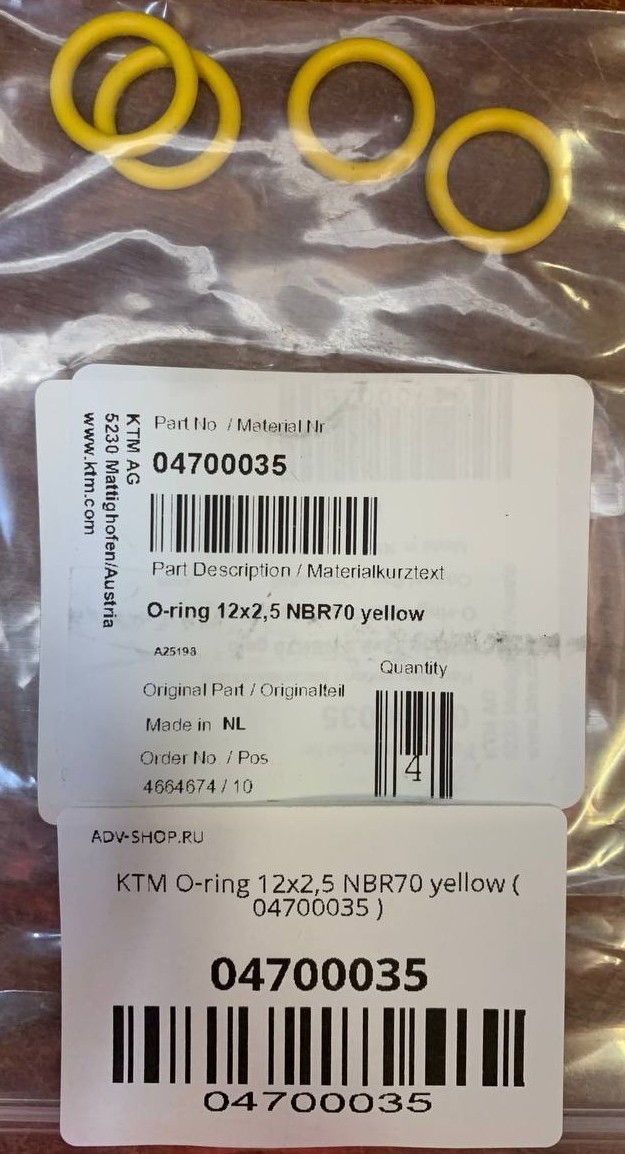 Part No / Material Nr
04700035
Part Description / Materialkurztext
O-ring 12x2,5 NBR70 yellow
A25198
Quantity
4
Original Part / Originalteil
Made in NL
Order No / Pos
4664674 / 10
KTM AG
5230 Mattighofen/Austria
www.ktm.com
ADV-SHOP.RU
KTM O-ring 12x2,5 NBR70 yellow (
04700035 )
04700035
04700035